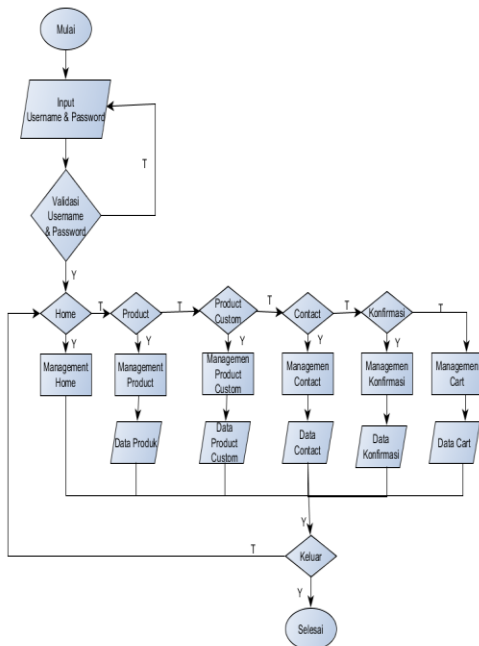 Mulai
Input
Username & Password
T
Validasi
Username
& Password
Y
Home
T
Product
T
Product
Custom
T
Contact
T
Konfirmasi
T
Y
Y
Y
Y
Y
Management
Home
Management
Product
Managemen
Product
Custom
Managemen
Contact
Managemen
Konfirmasi
Managemen
Cart
Data Produk
Data
Product
Custom
Data
Contact
Data
Konfirmasi
Data Cart
Y
T
Keluar
Y
Selesai